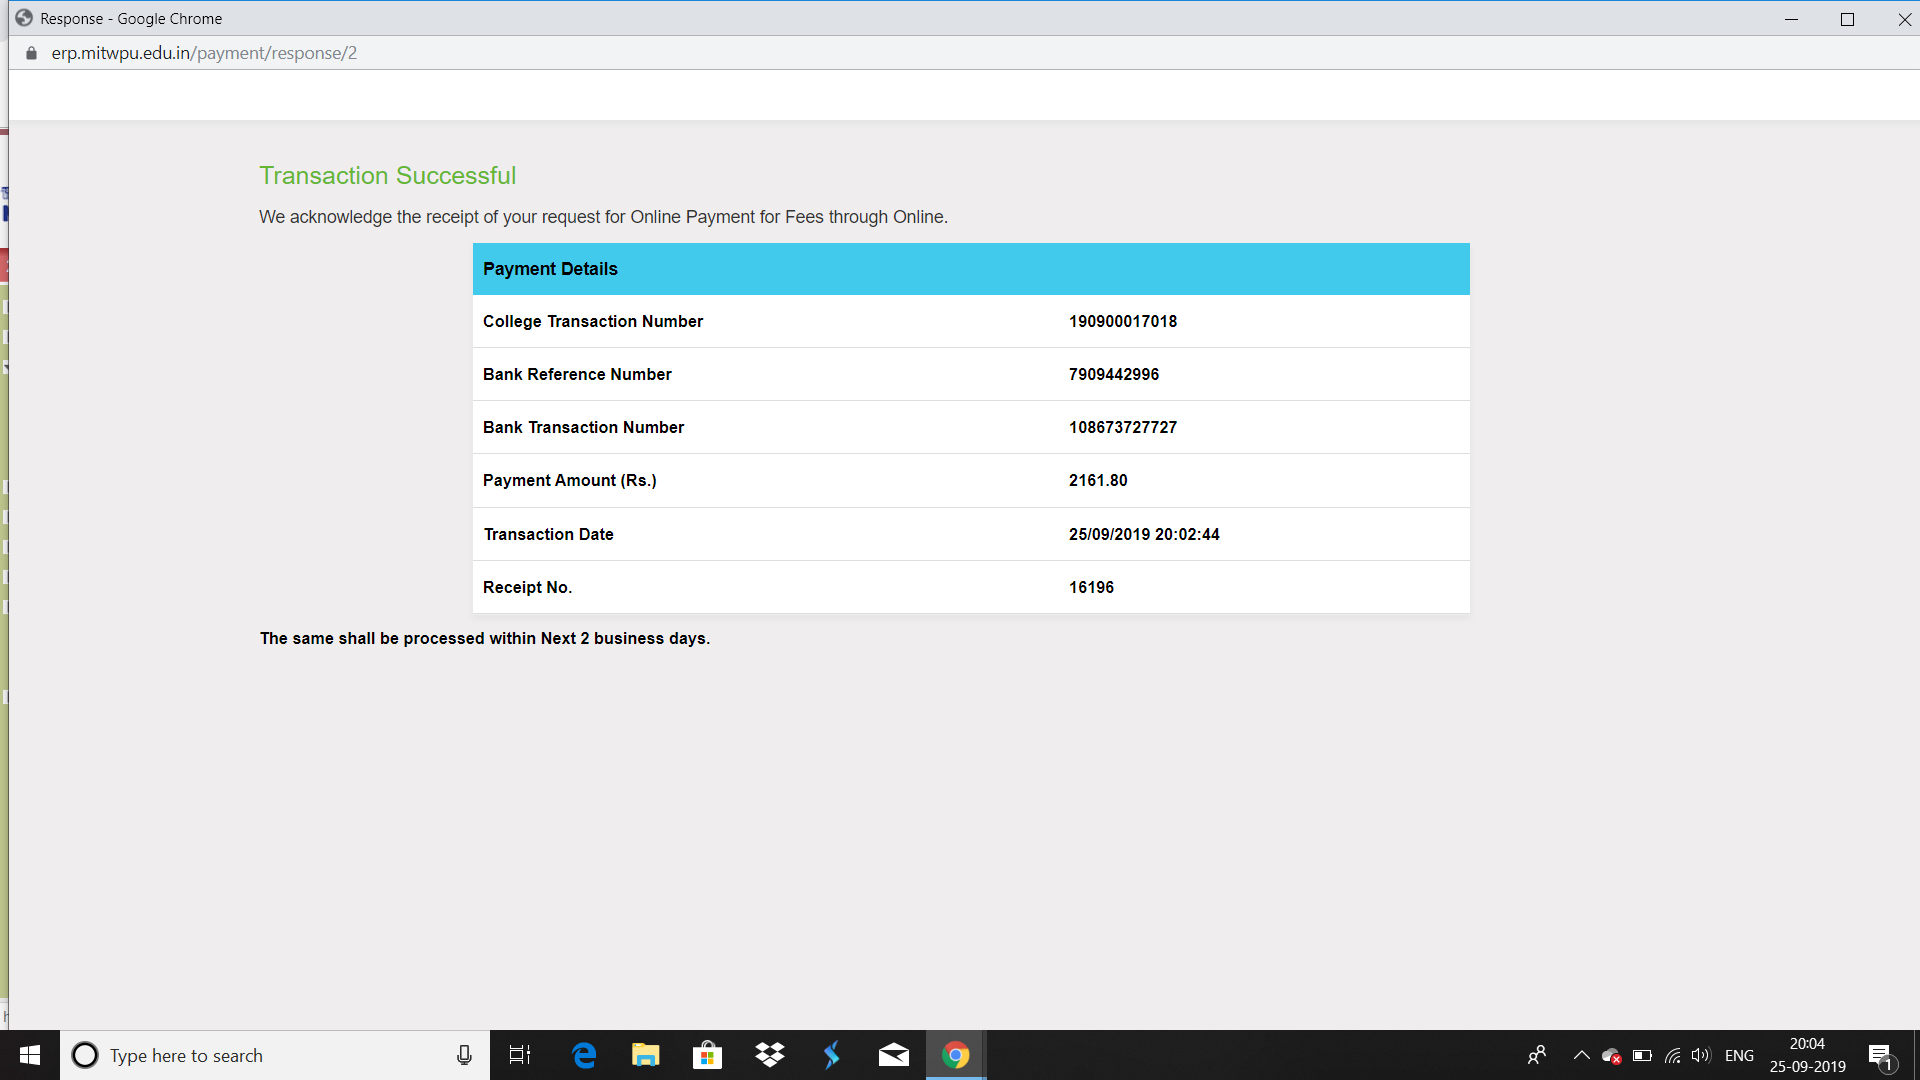 Response - Google Chrome
erp.mitwpu.edu.in/payment/response/2
Transaction Successful
We acknowledge the receipt of your request for Online Payment for Fees through Online.
Payment Details
College Transaction Number 190900017018
Bank Reference Number 7909442996
Bank Transaction Number 108673727727
Payment Amount (Rs.) 2161.80
Transaction Date 25/09/2019 20:02:44
Receipt No. 16196
The same shall be processed within Next 2 business days.
Type here to search
ENG
20:04
25-09-2019
1